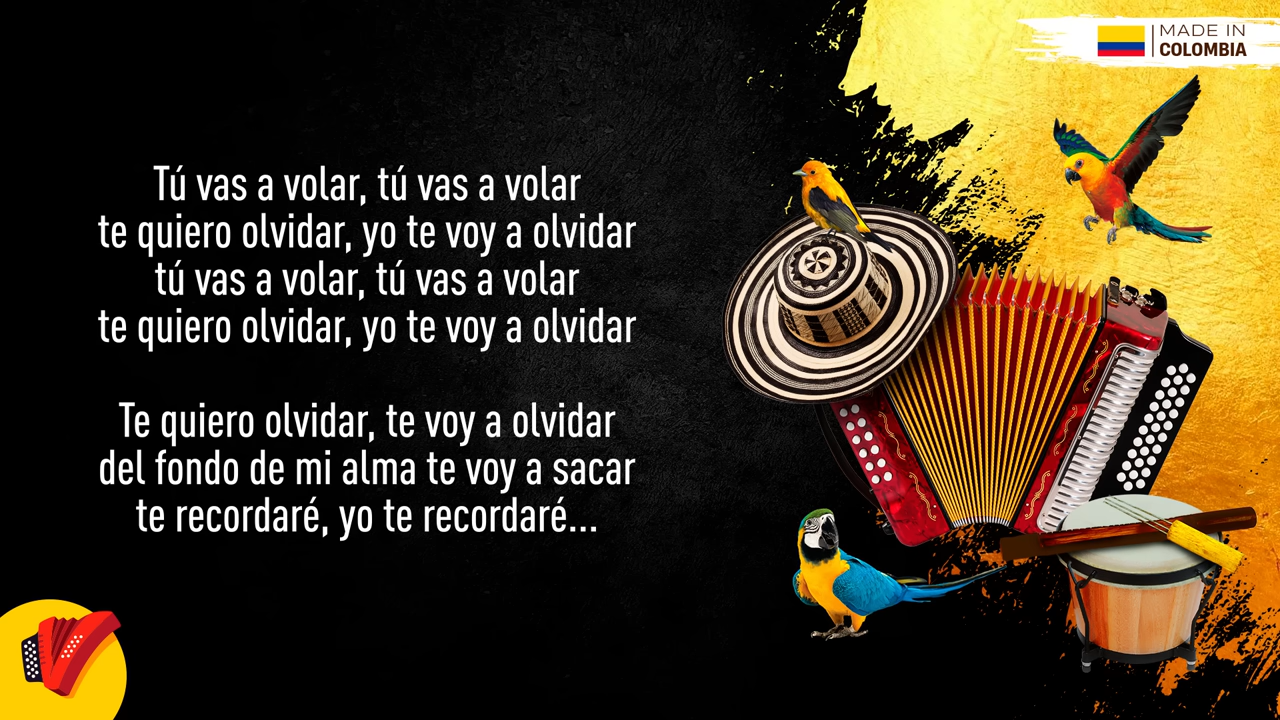 MADE IN
COLOMBIA
Tú vas a volar, tú vas a volar
te quiero olvidar, yo te voy a olvidar
tú vas a volar, tú vas a volar
te quiero olvidar, yo te voy a olvidar
Te quiero olvidar, te voy a olvidar
del fondo de mi alma te voy a sacar
te recordaré, yo te recordaré...